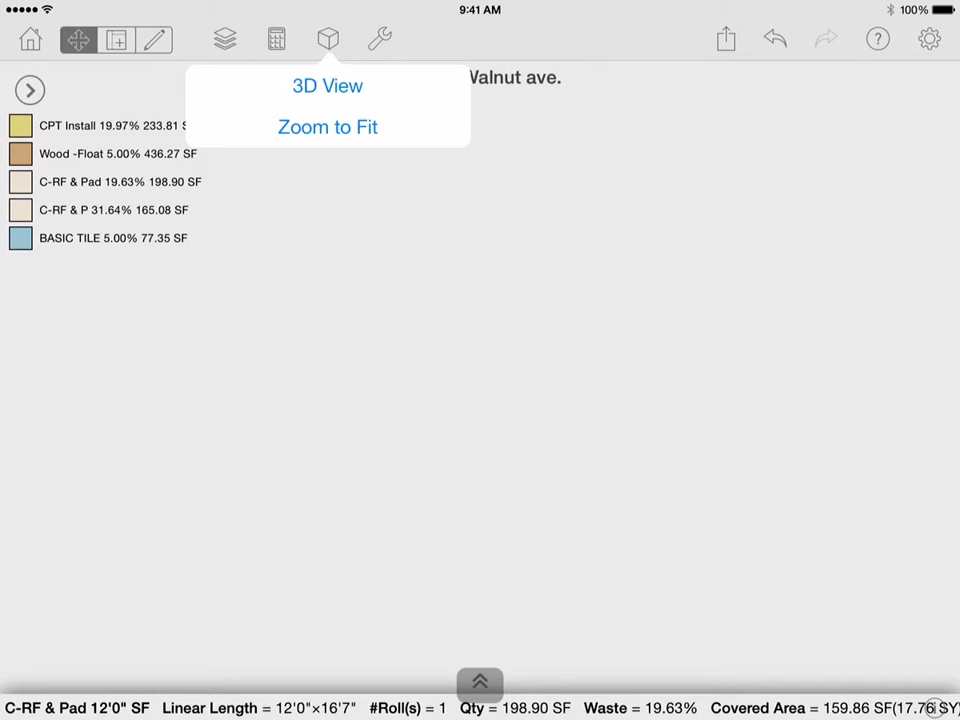 9:41 AM
100%
3D View
Zoom to Fit
Walnut ave.
CPT Install 19.97% 233.81
Wood -Float 5.00% 436.27 SF
C-RF & Pad 19.63% 198.90 SF
C-RF & P 31.64% 165.08 SF
BASIC TILE 5.00% 77.35 SF
C-RF & Pad 12'0" SF Linear Length = 12'0"×16'7" #Roll(s) = 1 Qty = 198.90 SF Waste = 19.63% Covered Area = 159.86 SF(17.76 SY)